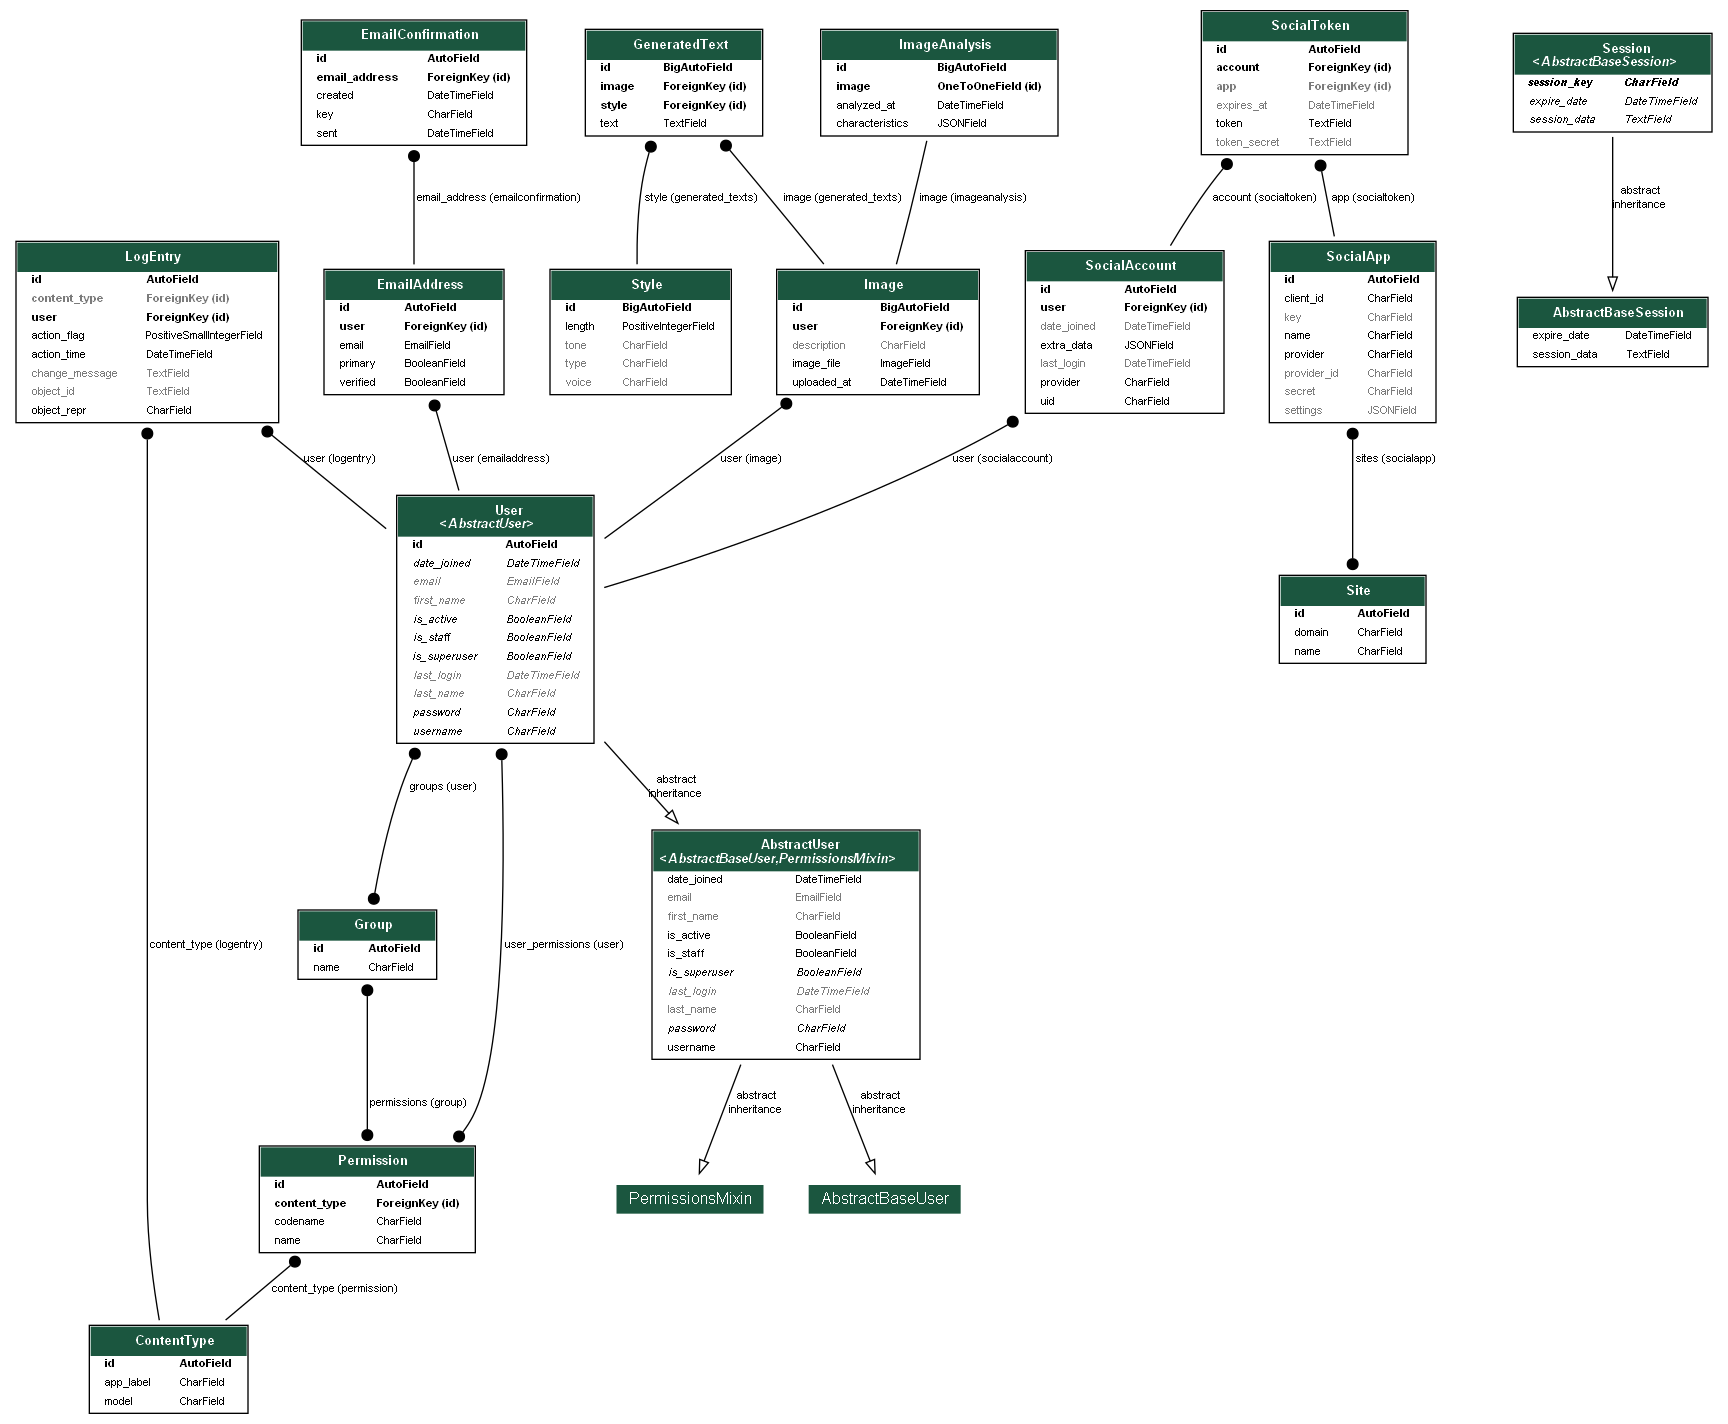 EmailConfirmation
id AutoField
email_address ForeignKey (id)
created DateTimeField
key CharField
sent DateTimeField
GeneratedText
id BigAutoField
image ForeignKey (id)
style ForeignKey (id)
text TextField
ImageAnalysis
id BigAutoField
image OneToOneField (id)
analyzed_at DateTimeField
characteristics JSONField
SocialToken
id AutoField
account ForeignKey (id)
app ForeignKey (id)
expires_at DateTimeField
token TextField
token_secret TextField
Session
<AbstractBaseSession>
session_key CharField
expire_date DateTimeField
session_data TextField
email_address (emailconfirmation)
style (generated_texts)
image (generated_texts)
image (imageanalysis)
account (socialtoken)
app (socialtoken)
abstract
inheritance
LogEntry
id AutoField
content_type ForeignKey (id)
user ForeignKey (id)
action_flag PositiveSmallIntegerField
action_time DateTimeField
change_message TextField
object_id TextField
object_repr CharField
EmailAddress
id AutoField
user ForeignKey (id)
email EmailField
primary BooleanField
verified BooleanField
Style
id BigAutoField
length PositiveIntegerField
tone CharField
type CharField
voice CharField
Image
id BigAutoField
user ForeignKey (id)
description CharField
image_file ImageField
uploaded_at DateTimeField
SocialAccount
id AutoField
user ForeignKey (id)
date_joined DateTimeField
extra_data JSONField
last_login DateTimeField
provider CharField
uid CharField
SocialApp
id AutoField
client_id CharField
key CharField
name CharField
provider CharField
provider_id CharField
secret CharField
settings JSONField
AbstractBaseSession
expire_date DateTimeField
session_data TextField
user (logentry)
user (emailaddress)
user (image)
user (socialaccount)
sites (socialapp)
User
<AbstractUser>
id AutoField
date_joined DateTimeField
email EmailField
first_name CharField
is_active BooleanField
is_staff BooleanField
is_superuser BooleanField
last_login DateTimeField
last_name CharField
password CharField
username CharField
Site
id AutoField
domain CharField
name CharField
groups (user)
abstract
inheritance
AbstractUser
<AbstractBaseUser,PermissionsMixin>
date_joined DateTimeField
email EmailField
first_name CharField
is_active BooleanField
is_staff BooleanField
is_superuser BooleanField
last_login DateTimeField
last_name CharField
password CharField
username CharField
Group
id AutoField
name CharField
content_type (logentry)
user_permissions (user)
permissions (group)
abstract
inheritance
abstract
inheritance
Permission
id AutoField
content_type ForeignKey (id)
codename CharField
name CharField
PermissionsMixin
AbstractBaseUser
content_type (permission)
ContentType
id AutoField
app_label CharField
model CharField